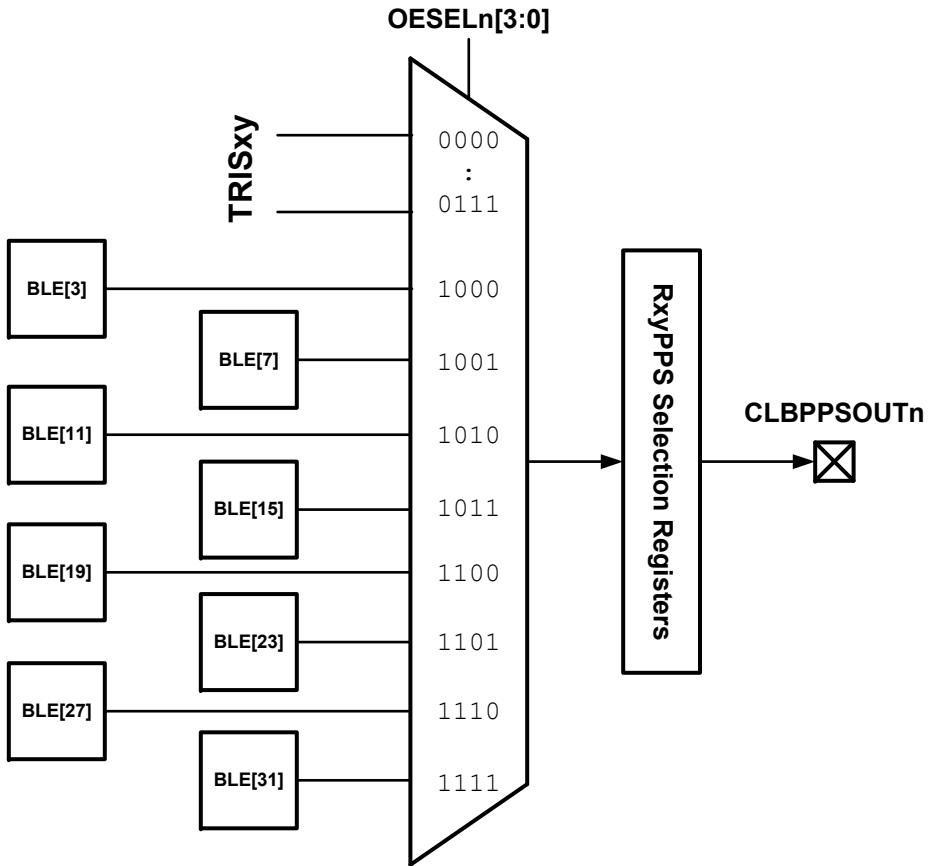 OESELn[3:0]
TRISxy
0000
:
0111
BLE[3]
1000
BLE[7]
1001
BLE[11]
1010
BLE[15]
1011
BLE[19]
1100
BLE[23]
1101
BLE[27]
1110
BLE[31]
1111
RxyPPS Selection Registers
CLBPPSOUTn